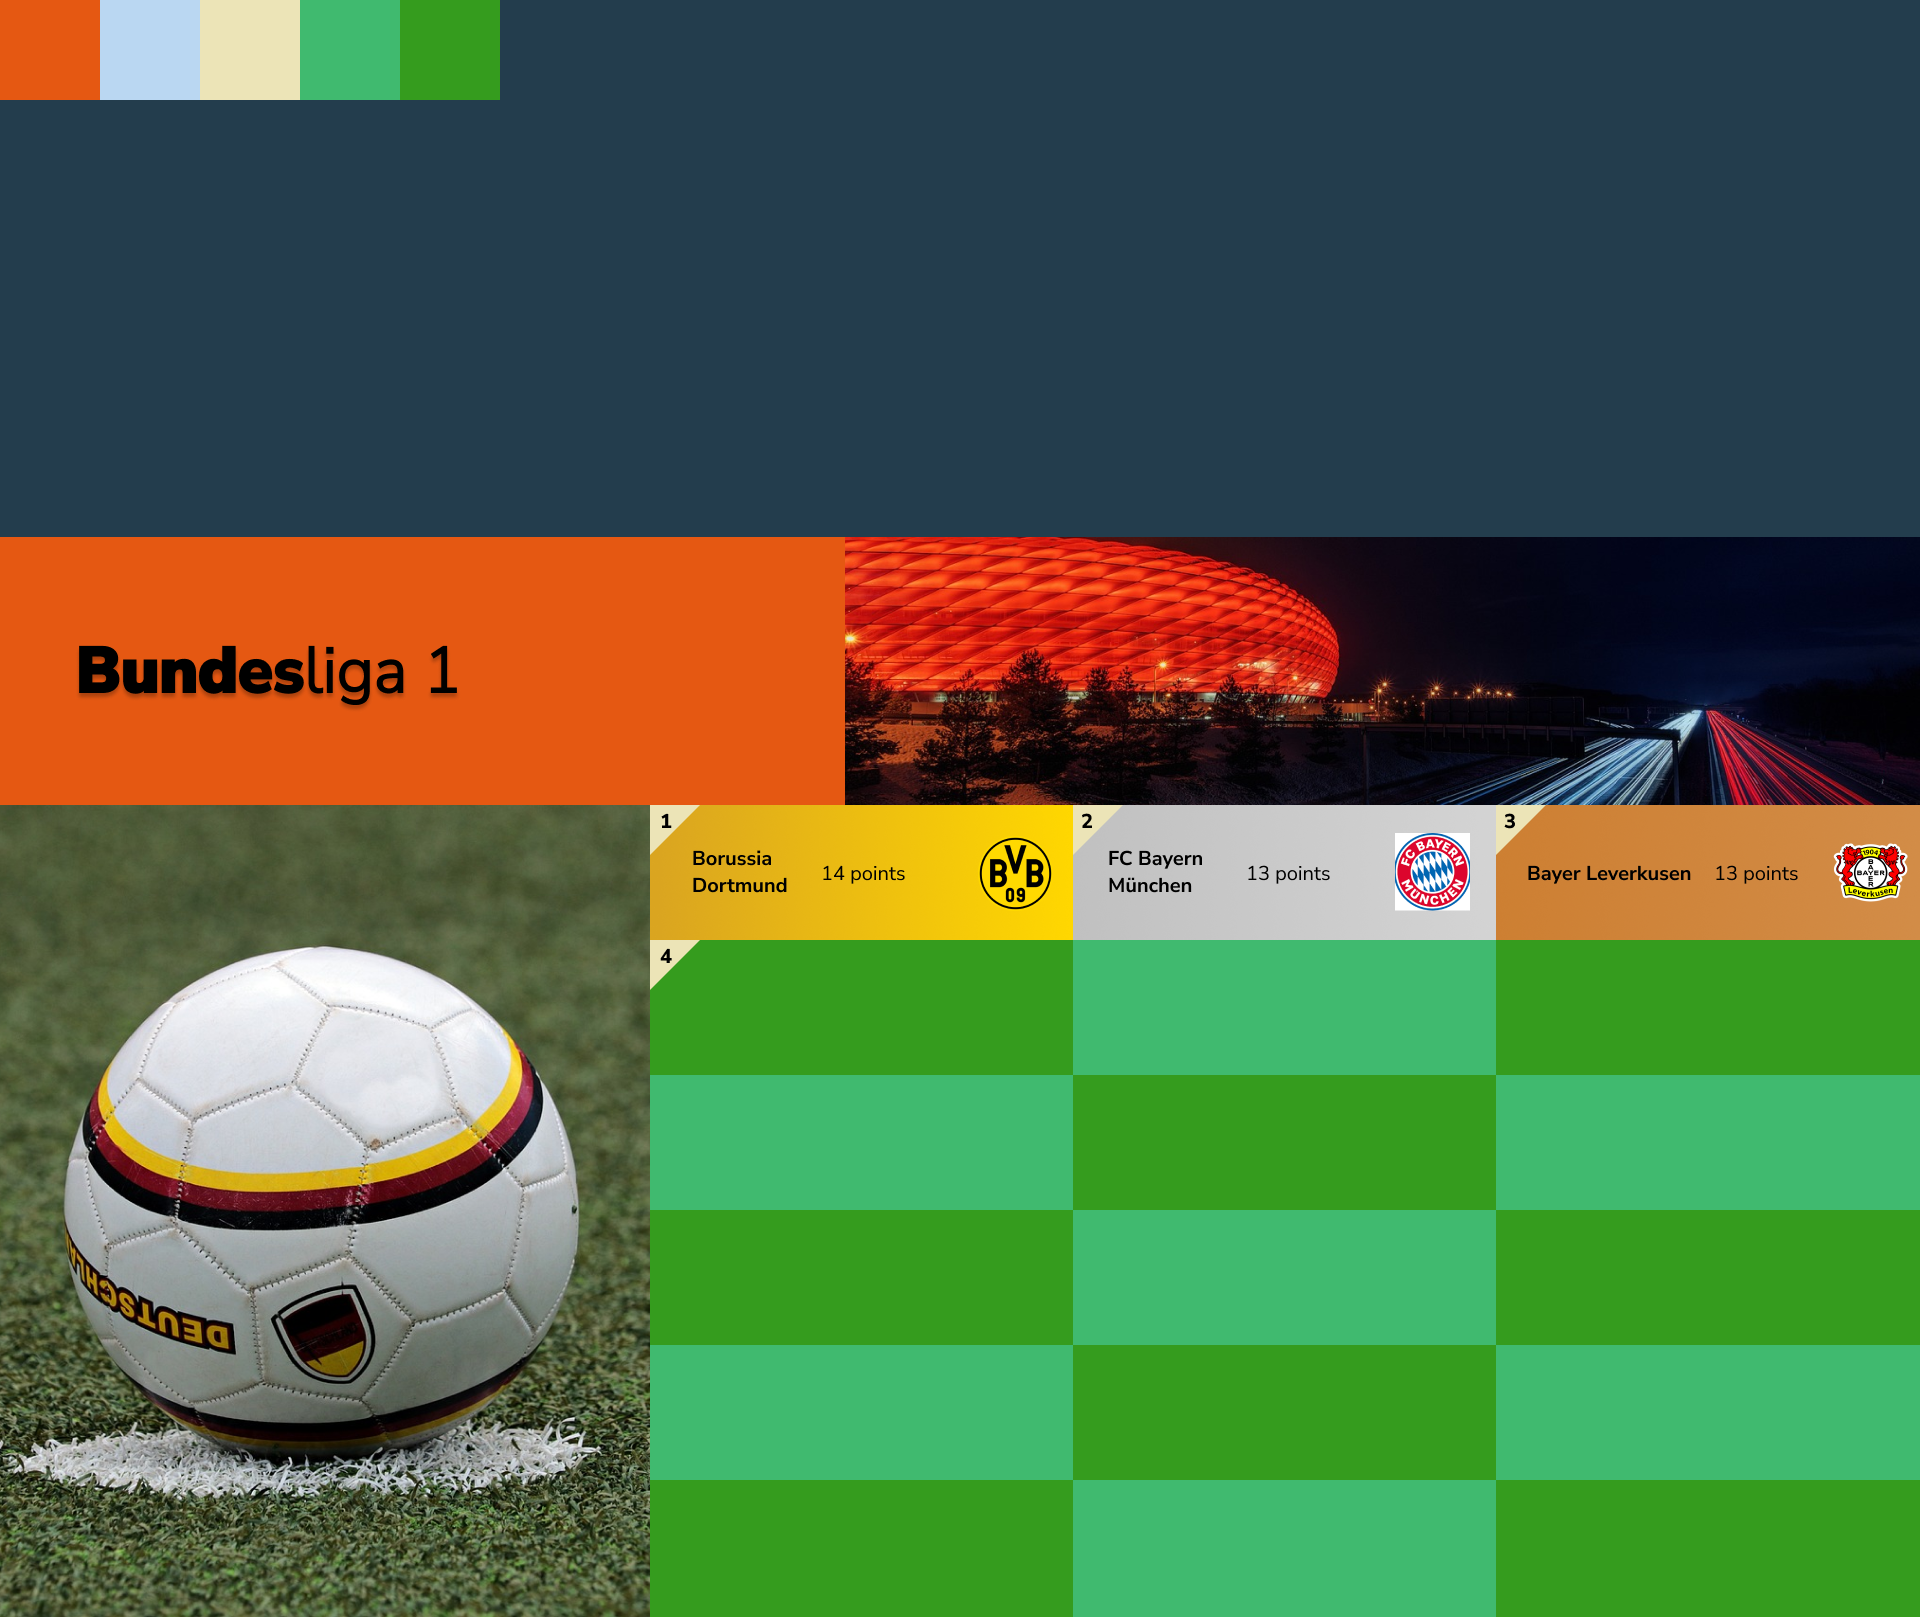 Bundesliga 1
1
Borussia
Dortmund
14 points
BVB
09
2
FC Bayern
München
13 points
FC BAYERN
MÜNCHEN
3
Bayer Leverkusen
13 points
1904
BAYER
BAYER
Leverkusen
4
DEUTSCHLA